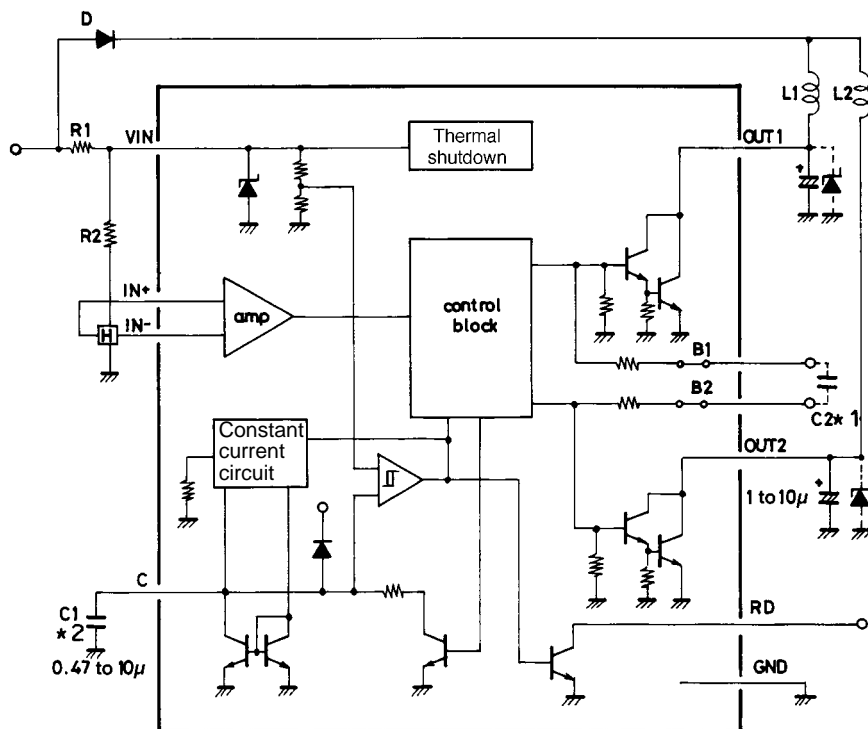 D
L1
L2
R1
VIN
Thermal
shutdown
OUT1
+
R2
IN+
IN-
H
amp
control
block
B1
B2
C2* 1
Constant
current
circuit
OUT2
+
1 to 10μ
C
C1
*2
0.47 to 10μ
RD
GND